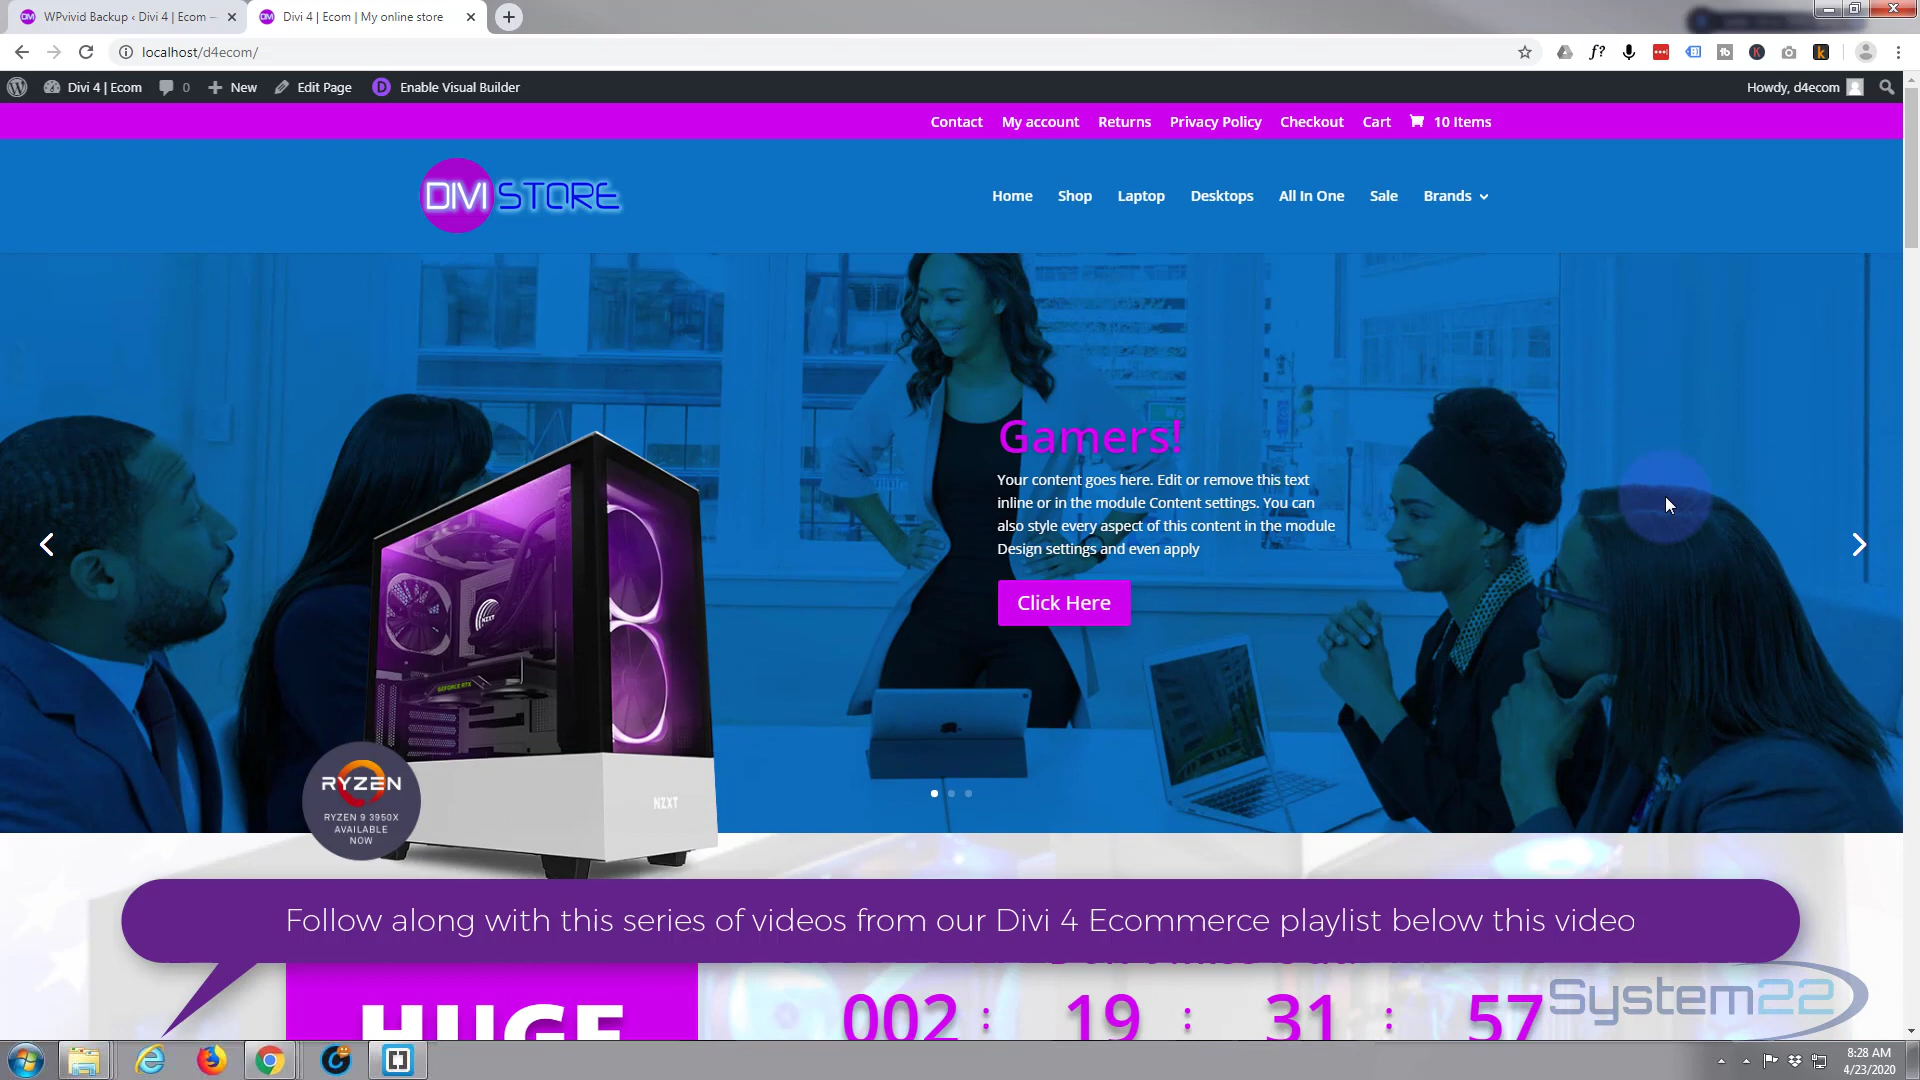 WPvivid Backup ‹ Divi 4 | Ecom —
Divi 4 | Ecom | My online store
localhost/d4ecom/
Divi 4 | Ecom
0
New
Edit Page
D
Enable Visual Builder
Howdy, d4ecom
Contact
My account
Returns
Privacy Policy
Checkout
Cart
10 Items
DIVI STORE
Home
Shop
Laptop
Desktops
All In One
Sale
Brands
Gamers!
Your content goes here. Edit or remove this text
inline or in the module Content settings. You can
also style every aspect of this content in the module
Design settings and even apply
Click Here
NZXT
GEFORCE RTX
NZXT
RYZEN
RYZEN 9 3950X
AVAILABLE
NOW
Follow along with this series of videos from our Divi 4 Ecommerce playlist below this video
HUGE
002 : 19 : 31 : 57
System22
8:28 AM
4/23/2020